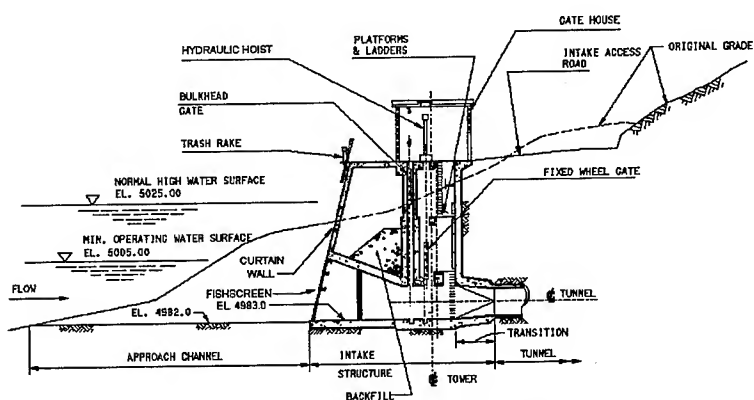 GATE HOUSE
PLATFORMS
& LADDERS
HYDRAULIC HOIST
INTAKE ACCESS
ROAD
ORIGINAL GRADE
BULKHEAD
GATE
TRASH RAKE
FIXED WHEEL GATE
NORMAL HIGH WATER SURFACE
EL. 5025.00
MIN. OPERATING WATER SURFACE
EL. 5005.00
CURTAIN
WALL
FLOW
FISHSCREEN
EL 4983.0
EL. 4982.0
TUNNEL
TRANSITION
APPROACH CHANNEL
INTAKE
STRUCTURE
TUNNEL
TOWER
BACKFILL